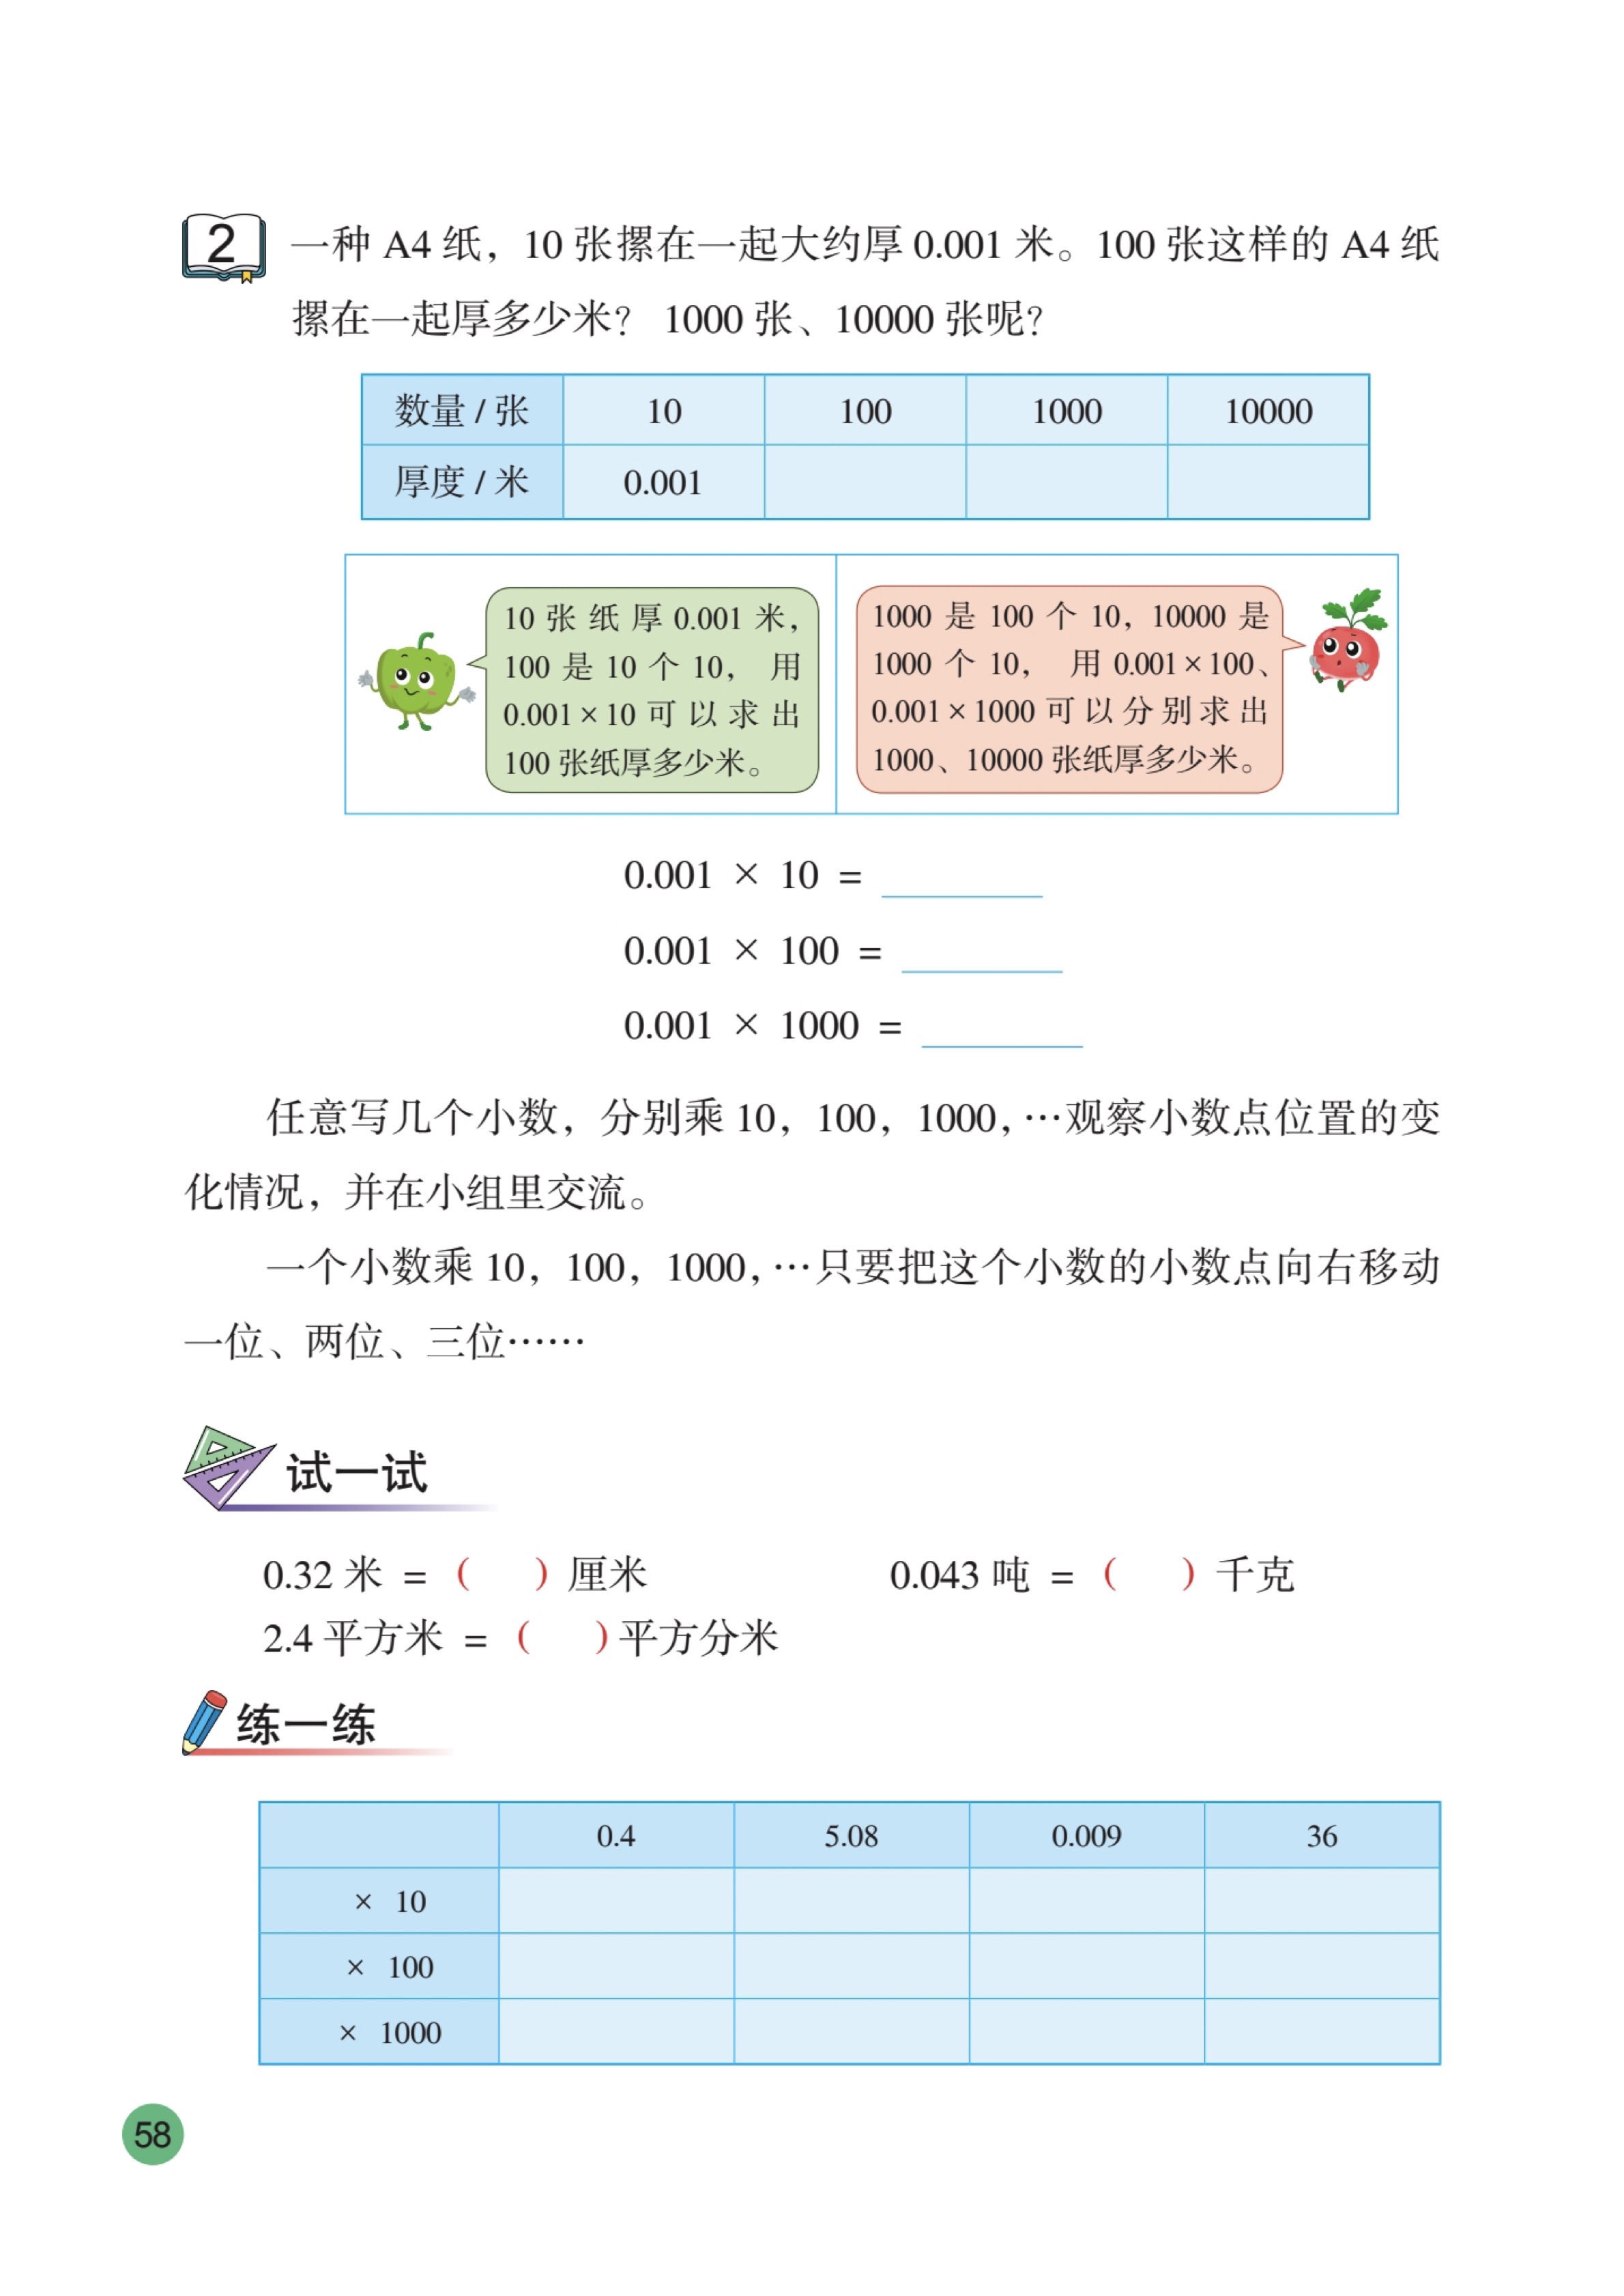 2 一种 A4 纸，10 张摞在一起大约厚 0.001 米。100 张这样的 A4 纸
摞在一起厚多少米？ 1000 张、10000 张呢？
数量 / 张 10 100 1000 10000
厚度 / 米 0.001
10 张 纸 厚 0.001 米，
100 是 10 个 10， 用
0.001 × 10 可 以 求 出
100 张纸厚多少米。
1000 是 100 个 10，10000 是
1000 个 10， 用 0.001 × 100、
0.001 × 1000 可 以 分 别 求 出
1000、10000 张纸厚多少米。
0.001 × 10 = ______
0.001 × 100 = ______
0.001 × 1000 = ______
任意写几个小数，分别乘 10，100，1000，…观察小数点位置的变
化情况，并在小组里交流。
一个小数乘 10，100，1000，…只要把这个小数的小数点向右移动
一位、两位、三位……
试一试
0.32 米 = （ ）厘米 0.043 吨 = （ ）千克
2.4 平方米 = （ ）平方分米
练一练
0.4 5.08 0.009 36
× 10
× 100
× 1000
58